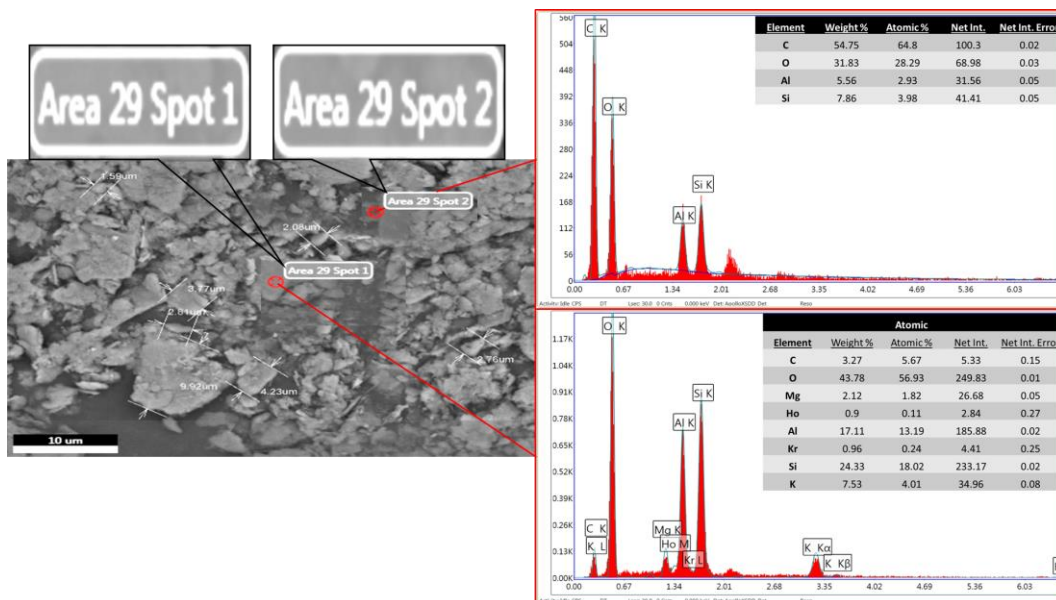 Area 29 Spot 1
Area 29 Spot 2
1.59um
Area 29 Spot 2
2.08um
Area 29 Spot 1
3.77um
2.81um
2.76um
9.92um
4.23um
10 um
560
504
448
392
336
280
224
168
112
56
0
C K
O K
Al K
Si K
0.00 0.67 1.34 2.01 2.68 3.35 4.02 4.69 5.36 6.03
Element Weight % Atomic % Net Int. Net Int. Error
C 54.75 64.8 100.3 0.02
O 31.83 28.29 68.98 0.03
Al 5.56 2.93 31.56 0.05
Si 7.86 3.98 41.41 0.05
1.17K
1.04K
0.91K
0.78K
0.65K
0.52K
0.39K
0.26K
0.13K
0.00K
O K
Si K
Al K
C K
K L
Mg K
Ho M
Kr L
K Kα
K Kβ
0.00 0.67 1.34 2.01 2.68 3.35 4.02 4.69 5.36 6.03
Atomic
Element Weight % Atomic % Net Int. Net Int. Error
C 3.27 5.67 5.33 0.15
O 43.78 56.93 249.83 0.01
Mg 2.12 1.82 26.68 0.05
Ho 0.9 0.11 2.84 0.27
Al 17.11 13.19 185.88 0.02
Kr 0.96 0.24 4.41 0.25
Si 24.33 18.02 233.17 0.02
K 7.53 4.01 34.96 0.08